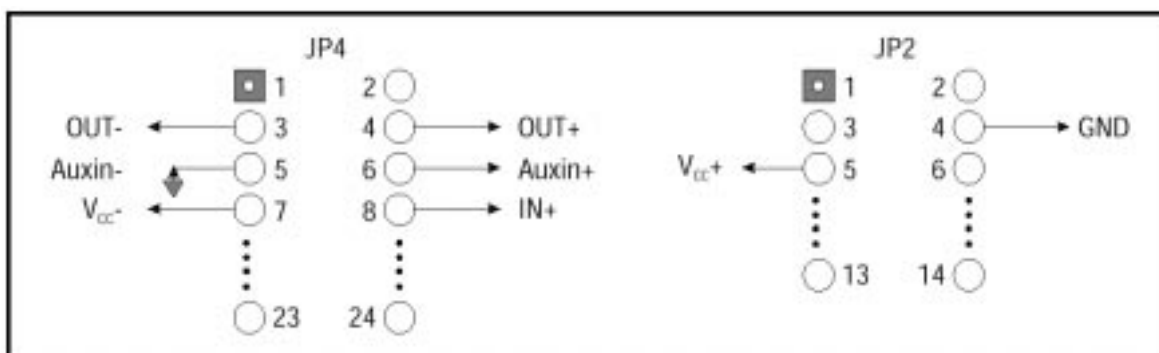 JP4 JP2
1 2 1 2
OUT- 3 4 OUT+ 3 4 GND
Auxin- 5 6 Auxin+ Vcc+ 5 6
Vcc- 7 8 IN+
13 14
23 24